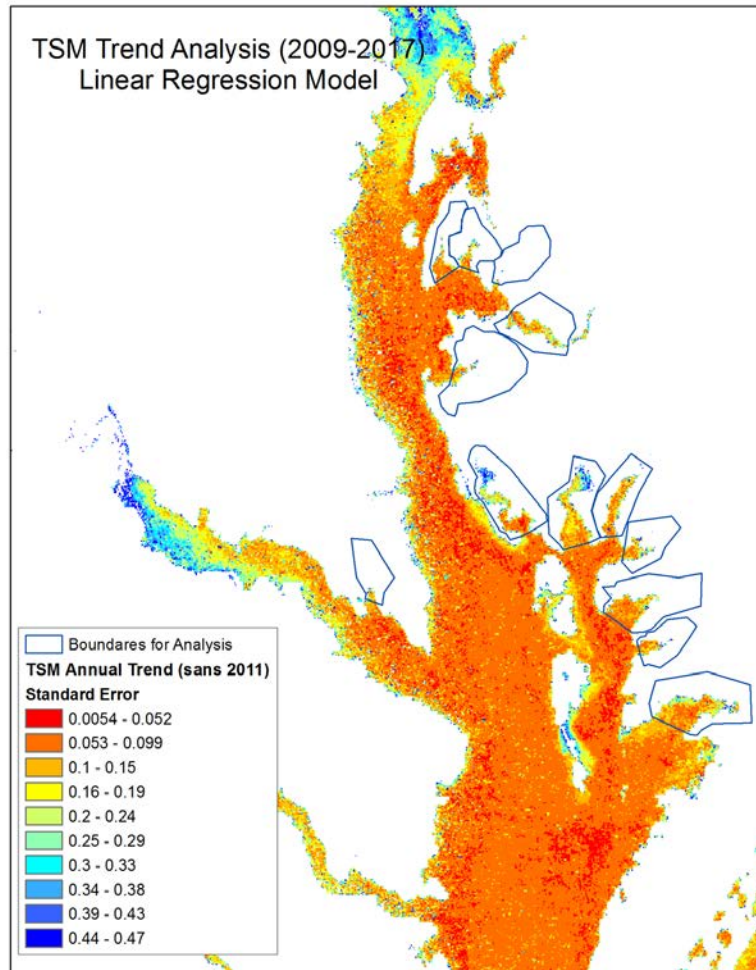 TSM Trend Analysis (2009-2017)
Linear Regression Model
Boundares for Analysis
TSM Annual Trend (sans 2011)
Standard Error
0.0054 - 0.052
0.053 - 0.099
0.1 - 0.15
0.16 - 0.19
0.2 - 0.24
0.25 - 0.29
0.3 - 0.33
0.34 - 0.38
0.39 - 0.43
0.44 - 0.47